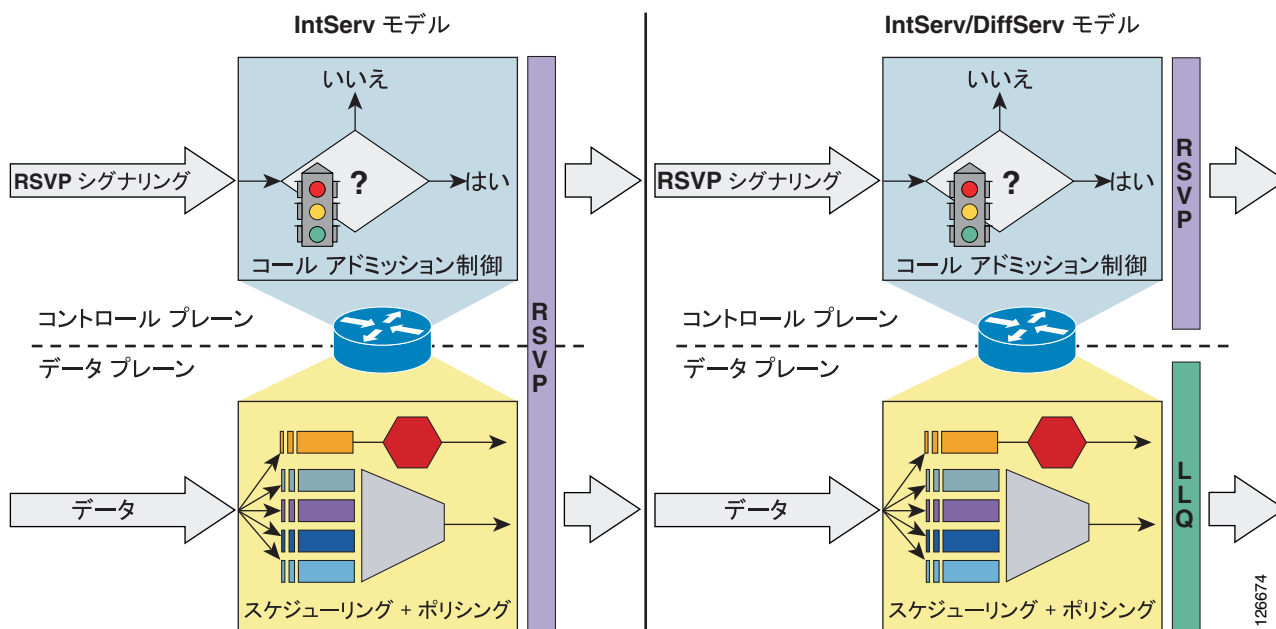 IntServ モデル
いいえ
RSVP シグナリング
?
はい
コール アドミッション制御
コントロール プレーン
データ プレーン
RSVP
データ
スケジューリング + ポリシング
IntServ/DiffServ モデル
いいえ
RSVP シグナリング
?
はい
コール アドミッション制御
RSVP
コントロール プレーン
データ プレーン
データ
LLQ
スケジューリング + ポリシング
126674